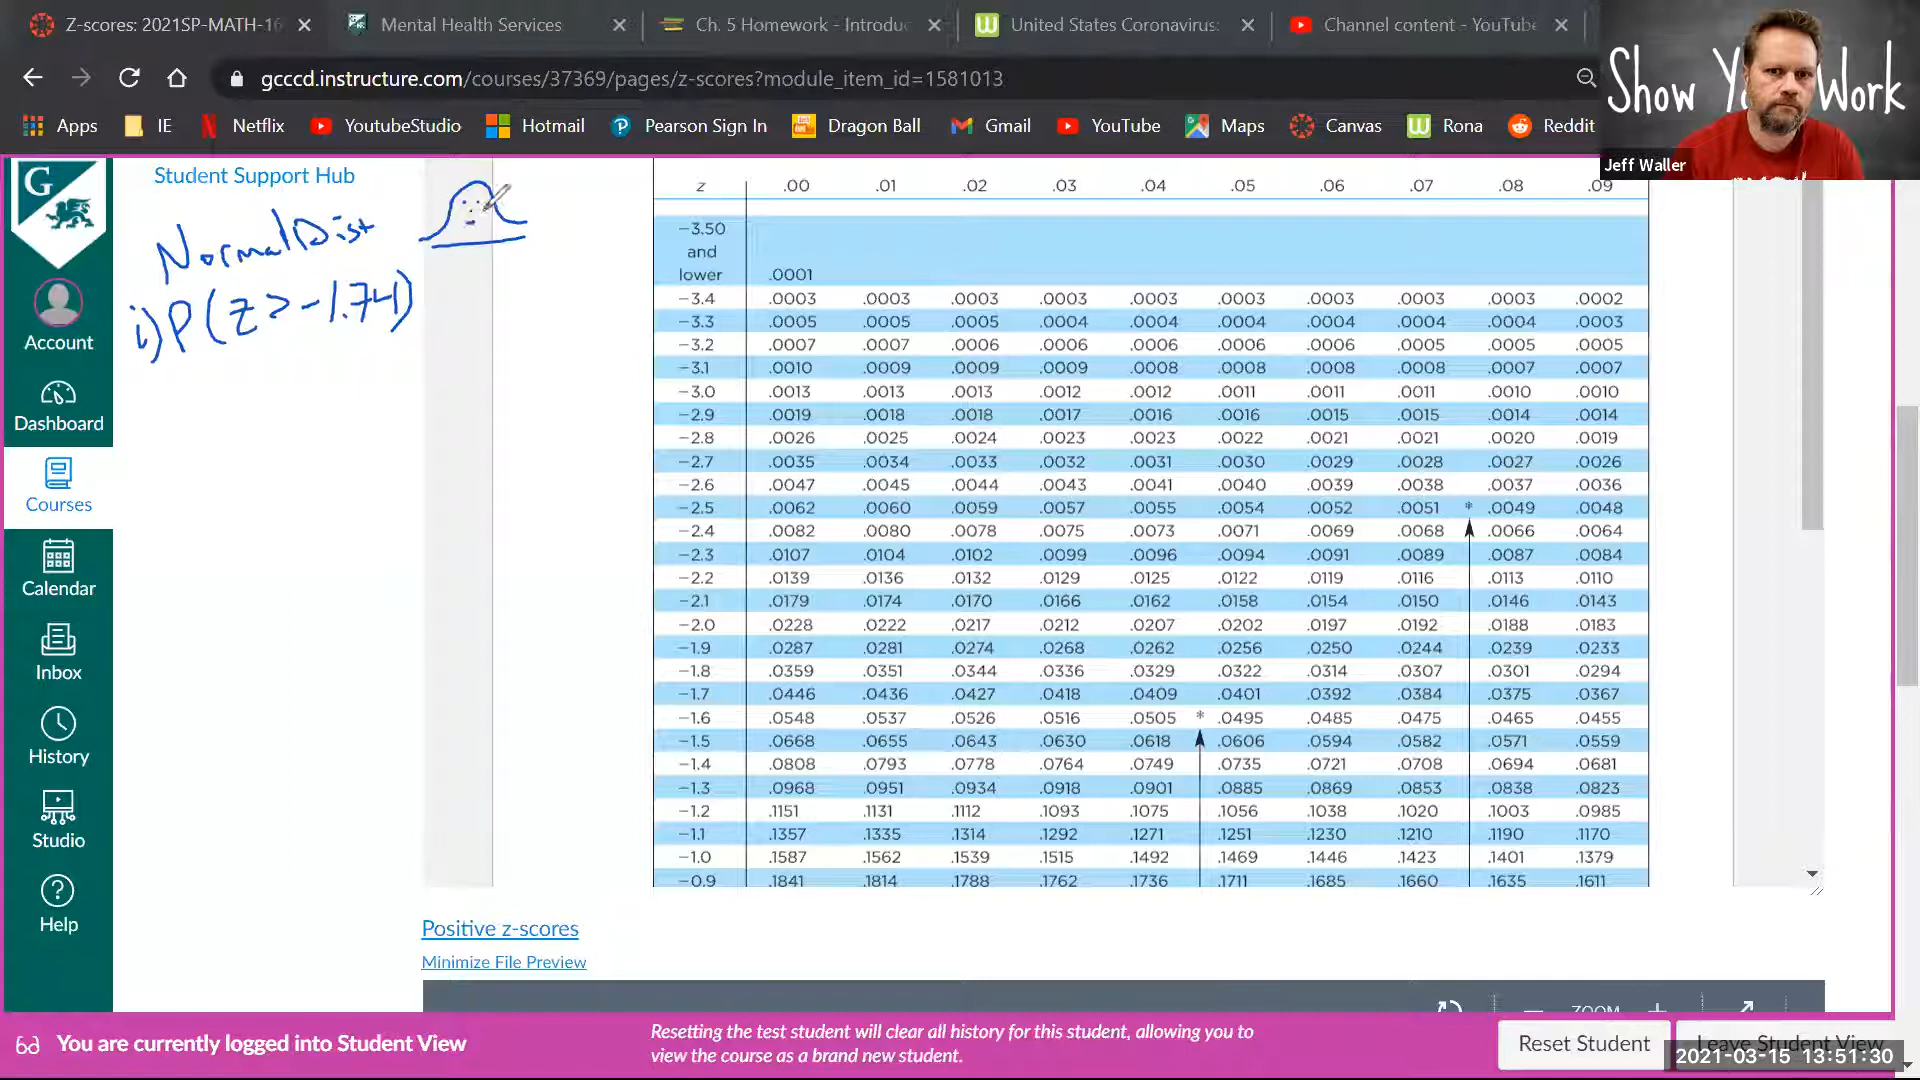 Z-scores: 2021SP-MATH-16
Mental Health Services
Ch. 5 Homework - Introduc
United States Coronavirus:
Channel content - YouTube
gcccd.instructure.com/courses/37369/pages/z-scores?module_item_id=1581013
Show Work
Apps IE Netflix YoutubeStudio Hotmail Pearson Sign In Dragon Ball Gmail YouTube Maps Canvas Rona Reddit
Jeff Waller
G
Account
Dashboard
Courses
Calendar
Inbox
History
Studio
Help
Student Support Hub
Normal Dist
i) P(Z > -1.74)
z .00 .01 .02 .03 .04 .05 .06 .07 .08 .09
−3.50
and
lower .0001
−3.4 .0003 .0003 .0003 .0003 .0003 .0003 .0003 .0003 .0003 .0002
−3.3 .0005 .0005 .0005 .0004 .0004 .0004 .0004 .0004 .0004 .0003
−3.2 .0007 .0007 .0006 .0006 .0006 .0006 .0006 .0005 .0005 .0005
−3.1 .0010 .0009 .0009 .0009 .0008 .0008 .0008 .0008 .0007 .0007
−3.0 .0013 .0013 .0013 .0012 .0012 .0011 .0011 .0011 .0010 .0010
−2.9 .0019 .0018 .0018 .0017 .0016 .0016 .0015 .0015 .0014 .0014
−2.8 .0026 .0025 .0024 .0023 .0023 .0022 .0021 .0021 .0020 .0019
−2.7 .0035 .0034 .0033 .0032 .0031 .0030 .0029 .0028 .0027 .0026
−2.6 .0047 .0045 .0044 .0043 .0041 .0040 .0039 .0038 .0037 .0036
−2.5 .0062 .0060 .0059 .0057 .0055 .0054 .0052 .0051 * .0049 .0048
−2.4 .0082 .0080 .0078 .0075 .0073 .0071 .0069 .0068 .0066 .0064
−2.3 .0107 .0104 .0102 .0099 .0096 .0094 .0091 .0089 .0087 .0084
−2.2 .0139 .0136 .0132 .0129 .0125 .0122 .0119 .0116 .0113 .0110
−2.1 .0179 .0174 .0170 .0166 .0162 .0158 .0154 .0150 .0146 .0143
−2.0 .0228 .0222 .0217 .0212 .0207 .0202 .0197 .0192 .0188 .0183
−1.9 .0287 .0281 .0274 .0268 .0262 .0256 .0250 .0244 .0239 .0233
−1.8 .0359 .0351 .0344 .0336 .0329 .0322 .0314 .0307 .0301 .0294
−1.7 .0446 .0436 .0427 .0418 .0409 .0401 .0392 .0384 .0375 .0367
−1.6 .0548 .0537 .0526 .0516 .0505 * .0495 .0485 .0475 .0465 .0455
−1.5 .0668 .0655 .0643 .0630 .0618 .0606 .0594 .0582 .0571 .0559
−1.4 .0808 .0793 .0778 .0764 .0749 .0735 .0721 .0708 .0694 .0681
−1.3 .0968 .0951 .0934 .0918 .0901 .0885 .0869 .0853 .0838 .0823
−1.2 .1151 .1131 .1112 .1093 .1075 .1056 .1038 .1020 .1003 .0985
−1.1 .1357 .1335 .1314 .1292 .1271 .1251 .1230 .1210 .1190 .1170
−1.0 .1587 .1562 .1539 .1515 .1492 .1469 .1446 .1423 .1401 .1379
−0.9 .1841 .1814 .1788 .1762 .1736 .1711 .1685 .1660 .1635 .1611
Positive z-scores
Minimize File Preview
ZOOM
You are currently logged into Student View
Resetting the test student will clear all history for this student, allowing you to
view the course as a brand new student.
Reset Student
Leave Student View
2021-03-15 13:51:30